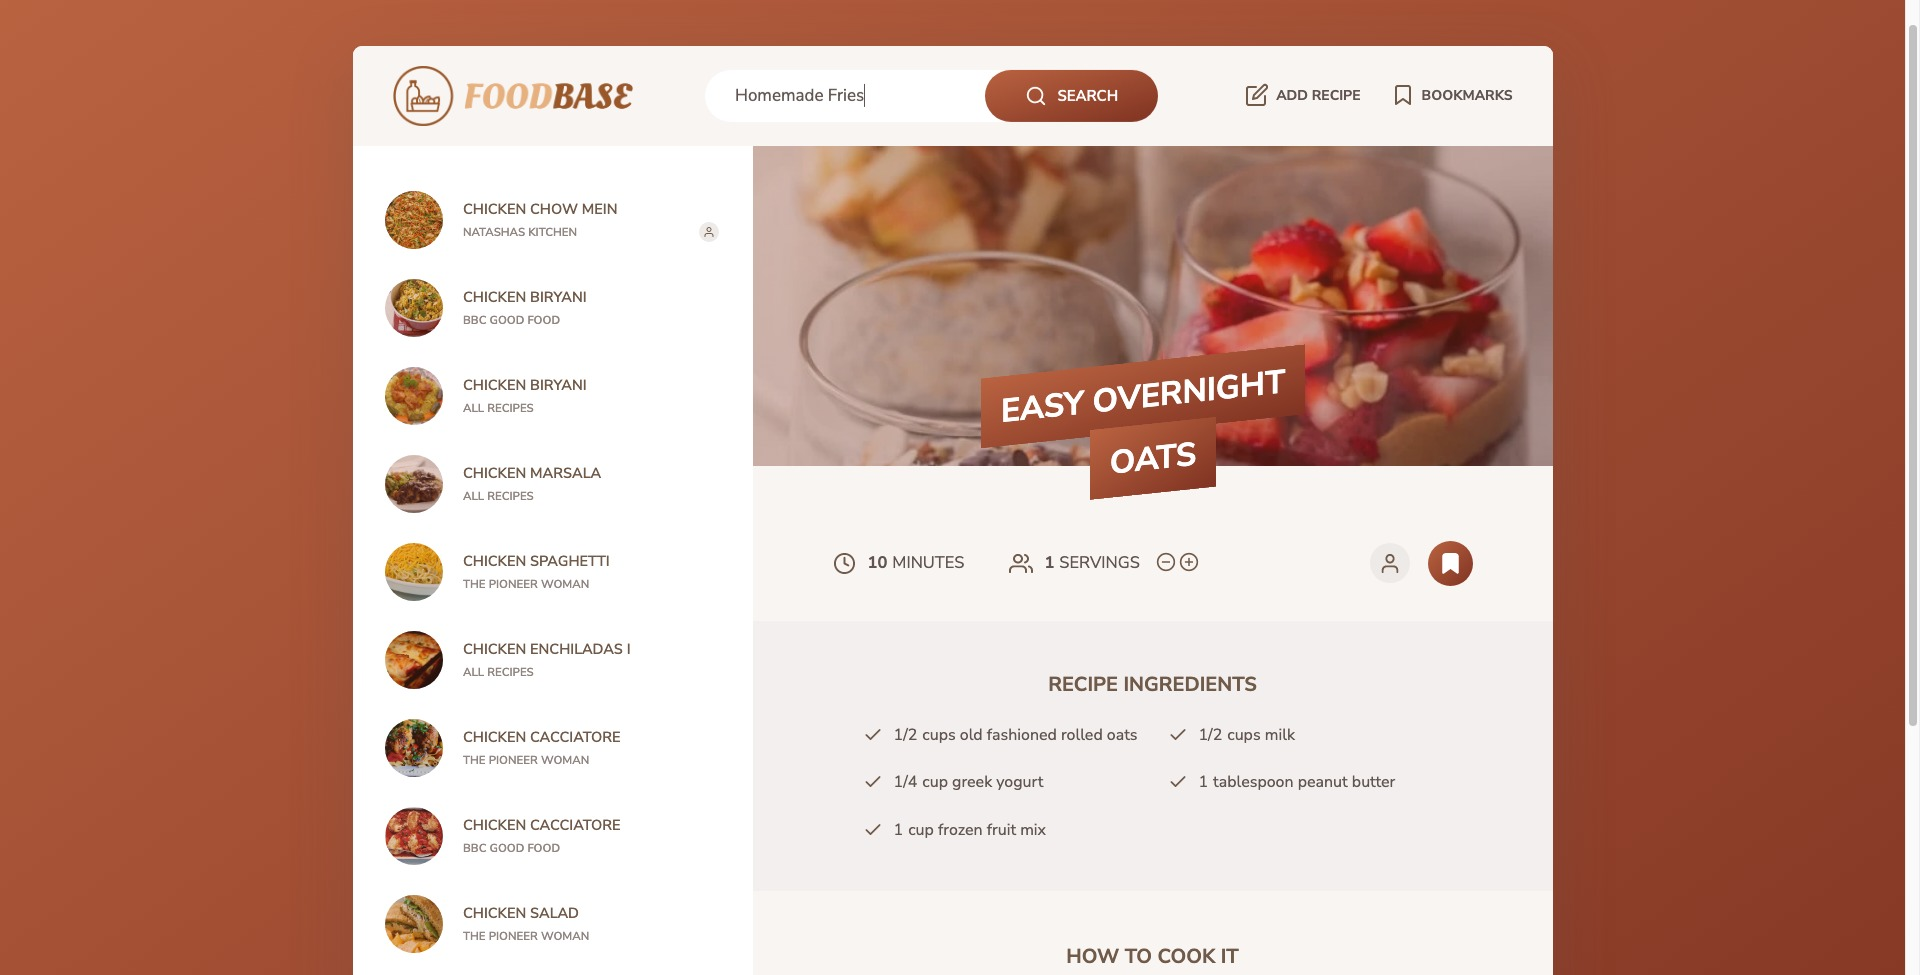 FOODBASE
Homemade Fries
SEARCH
ADD RECIPE
BOOKMARKS
CHICKEN CHOW MEIN
NATASHAS KITCHEN
CHICKEN BIRYANI
BBC GOOD FOOD
CHICKEN BIRYANI
ALL RECIPES
CHICKEN MARSALA
ALL RECIPES
CHICKEN SPAGHETTI
THE PIONEER WOMAN
CHICKEN ENCHILADAS I
ALL RECIPES
CHICKEN CACCIATORE
THE PIONEER WOMAN
CHICKEN CACCIATORE
BBC GOOD FOOD
CHICKEN SALAD
THE PIONEER WOMAN
EASY OVERNIGHT
OATS
10 MINUTES
1 SERVINGS
RECIPE INGREDIENTS
1/2 cups old fashioned rolled oats
1/2 cups milk
1/4 cup greek yogurt
1 tablespoon peanut butter
1 cup frozen fruit mix
HOW TO COOK IT